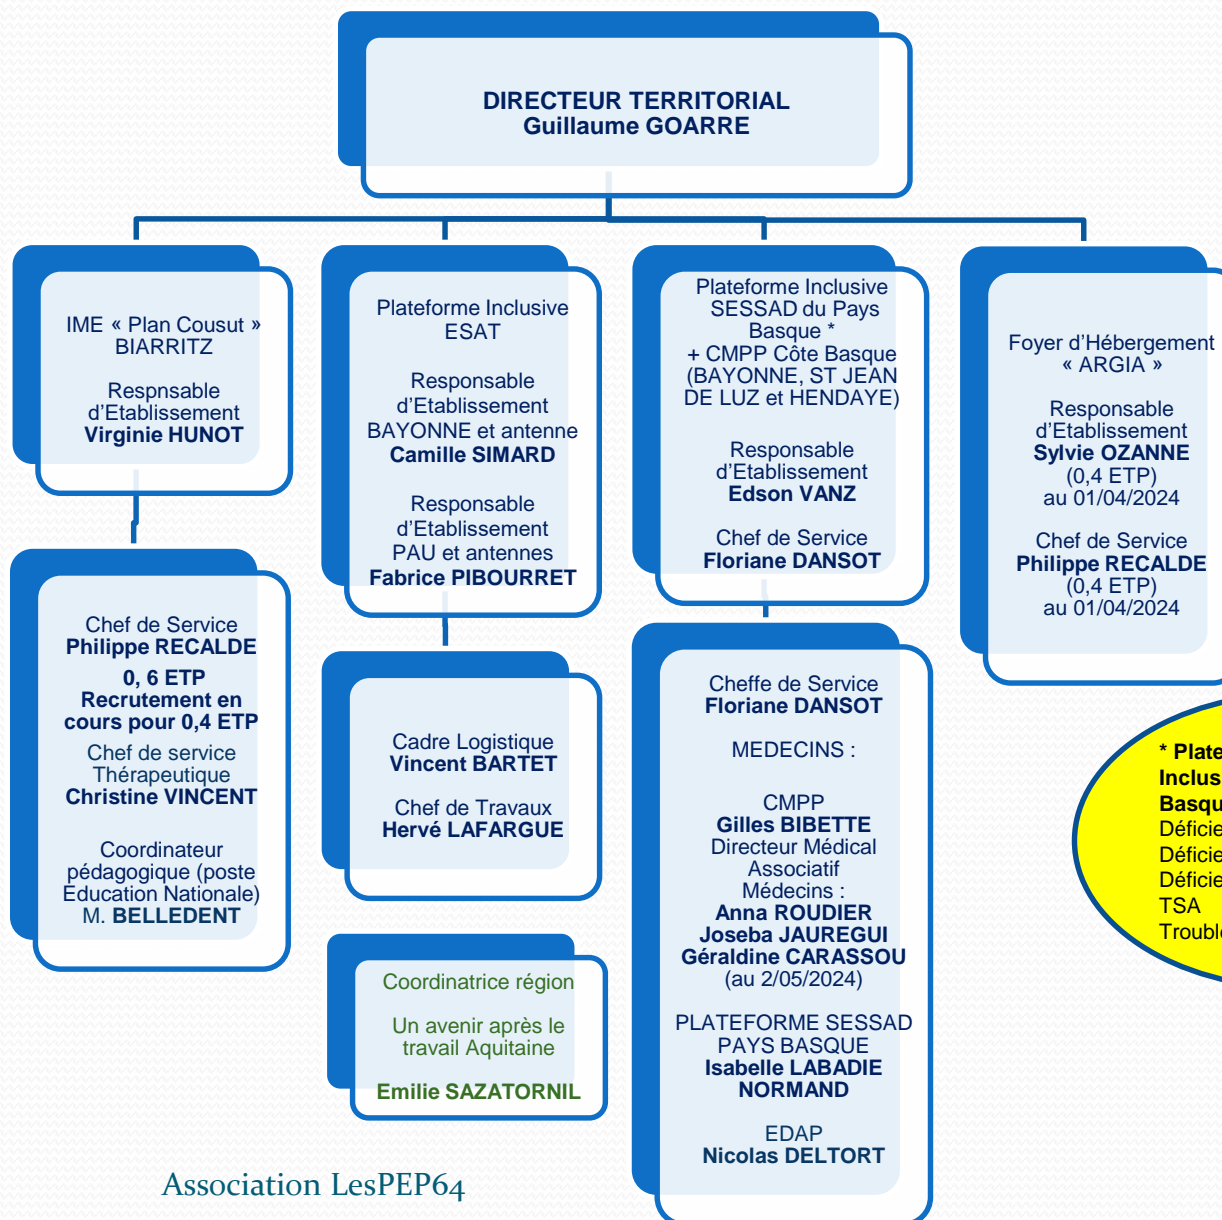 DIRECTEUR TERRITORIAL
Guillaume GOARRE
IME « Plan Cousut »
BIARRITZ
Respnsable
d’Etablissement
Virginie HUNOT
Chef de Service
Philippe RECALDE
0, 6 ETP
Recrutement en
cours pour 0,4 ETP
Chef de service
Thérapeutique
Christine VINCENT
Coordinateur
pédagogique (poste
Education Nationale)
M. BELLEDENT
Plateforme Inclusive
ESAT
Responsable
d’Etablissement
BAYONNE et antenne
Camille SIMARD
Responsable
d’Etablissement
PAU et antennes
Fabrice PIBOURRET
Cadre Logistique
Vincent BARTET
Chef de Travaux
Hervé LAFARGUE
Coordinatrice région
Un avenir après le
travail Aquitaine
Emilie SAZATORNIL
Plateforme Inclusive
SESSAD du Pays
Basque *
+ CMPP Côte Basque
(BAYONNE, ST JEAN
DE LUZ et HENDAYE)
Responsable
d’Etablissement
Edson VANZ
Chef de Service
Floriane DANSOT
Cheffe de Service
Floriane DANSOT
MEDECINS :
CMPP
Gilles BIBETTE
Directeur Médical
Associatif
Médecins :
Anna ROUDIER
Joseba JAUREGUI
Géraldine CARASSOU
(au 2/05/2024)
PLATEFORME SESSAD
PAYS BASQUE
Isabelle LABADIE
NORMAND
EDAP
Nicolas DELTORT
Foyer d’Hébergement
« ARGIA »
Responsable
d’Etablissement
Sylvie OZANNE
(0,4 ETP)
au 01/04/2024
Chef de Service
Philippe RECALDE
(0,4 ETP)
au 01/04/2024
* Plate
Inclus
Basqu
Déficie
Déficie
Déficie
TSA
Trouble
Association LesPEP64